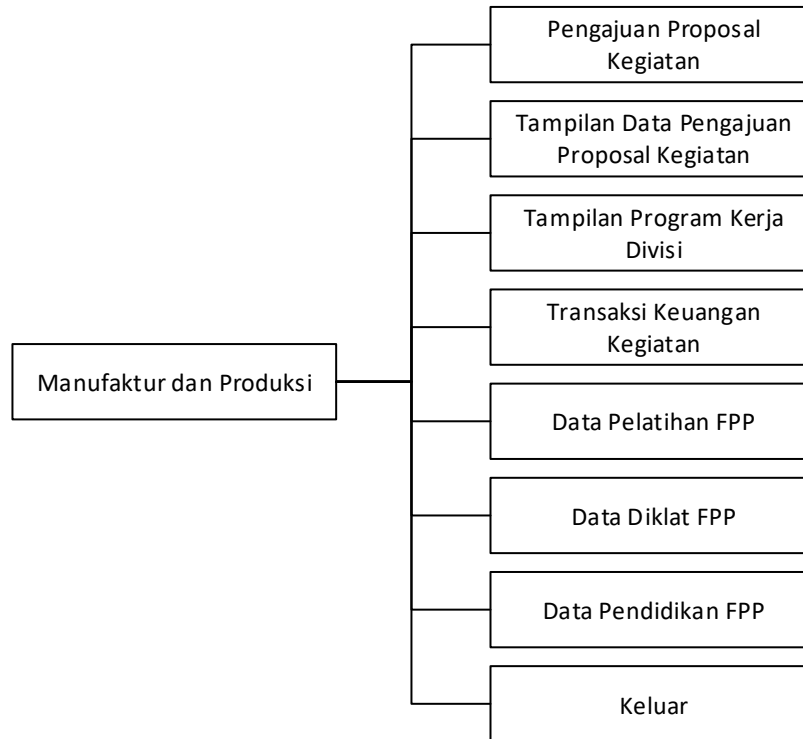 Pengajuan Proposal
Kegiatan
Tampilan Data Pengajuan
Proposal Kegiatan
Tampilan Program Kerja
Divisi
Transaksi Keuangan
Kegiatan
Manufaktur dan Produksi
Data Pelatihan FPP
Data Diklat FPP
Data Pendidikan FPP
Keluar